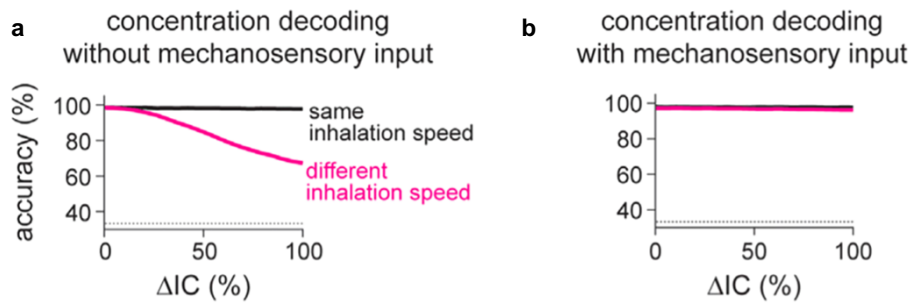 a
concentration decoding
without mechanosensory input
accuracy (%)
100
80
60
40
same
inhalation speed
different
inhalation speed
0
50
100
ΔIC (%)
b
concentration decoding
with mechanosensory input
100
80
60
40
0
50
100
ΔIC (%)